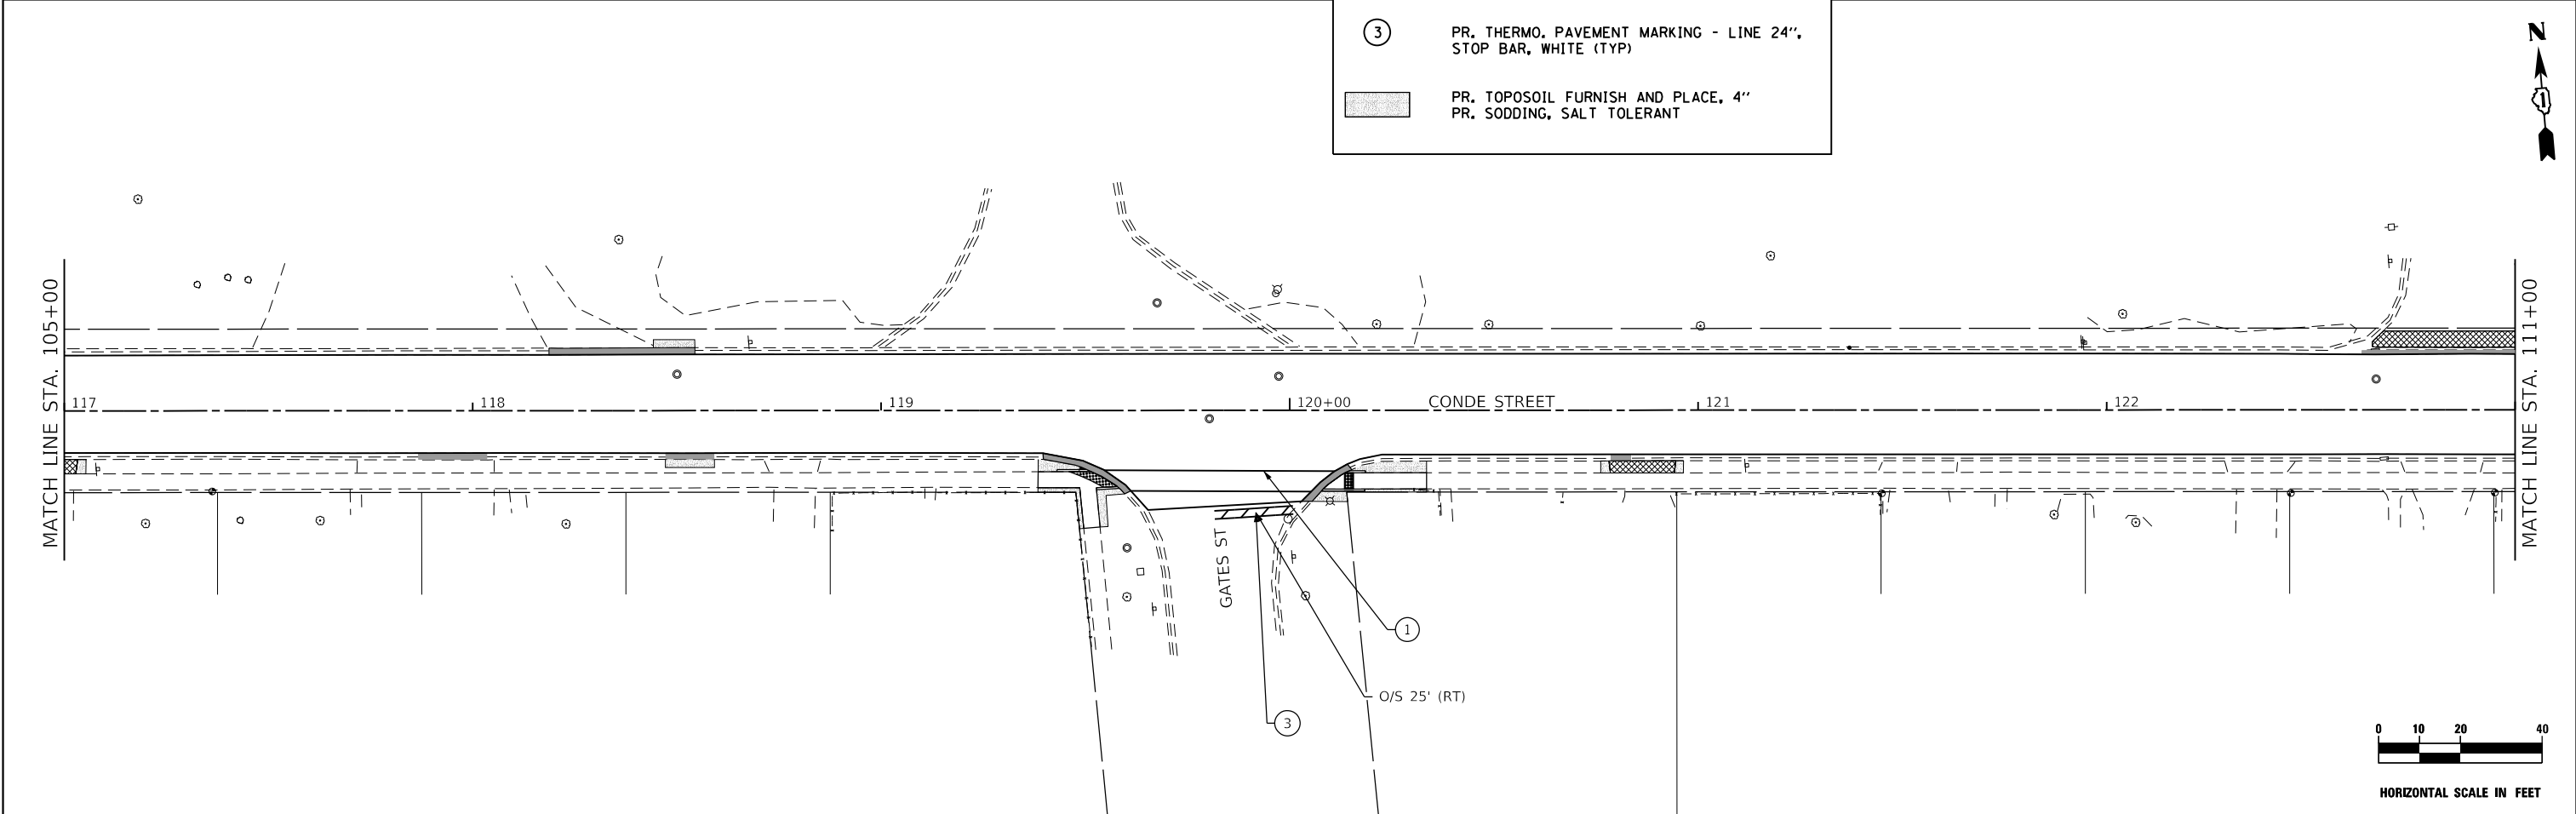 3
PR. THERMO. PAVEMENT MARKING - LINE 24",
STOP BAR, WHITE (TYP)
PR. TOPOSOIL FURNISH AND PLACE, 4"
PR. SODDING, SALT TOLERANT
N
1
MATCH LINE STA. 105+00
117
118
119
120+00
CONDE STREET
121
122
MATCH LINE STA. 111+00
GATES ST
1
O/S 25' (RT)
3
0 10 20 40
HORIZONTAL SCALE IN FEET